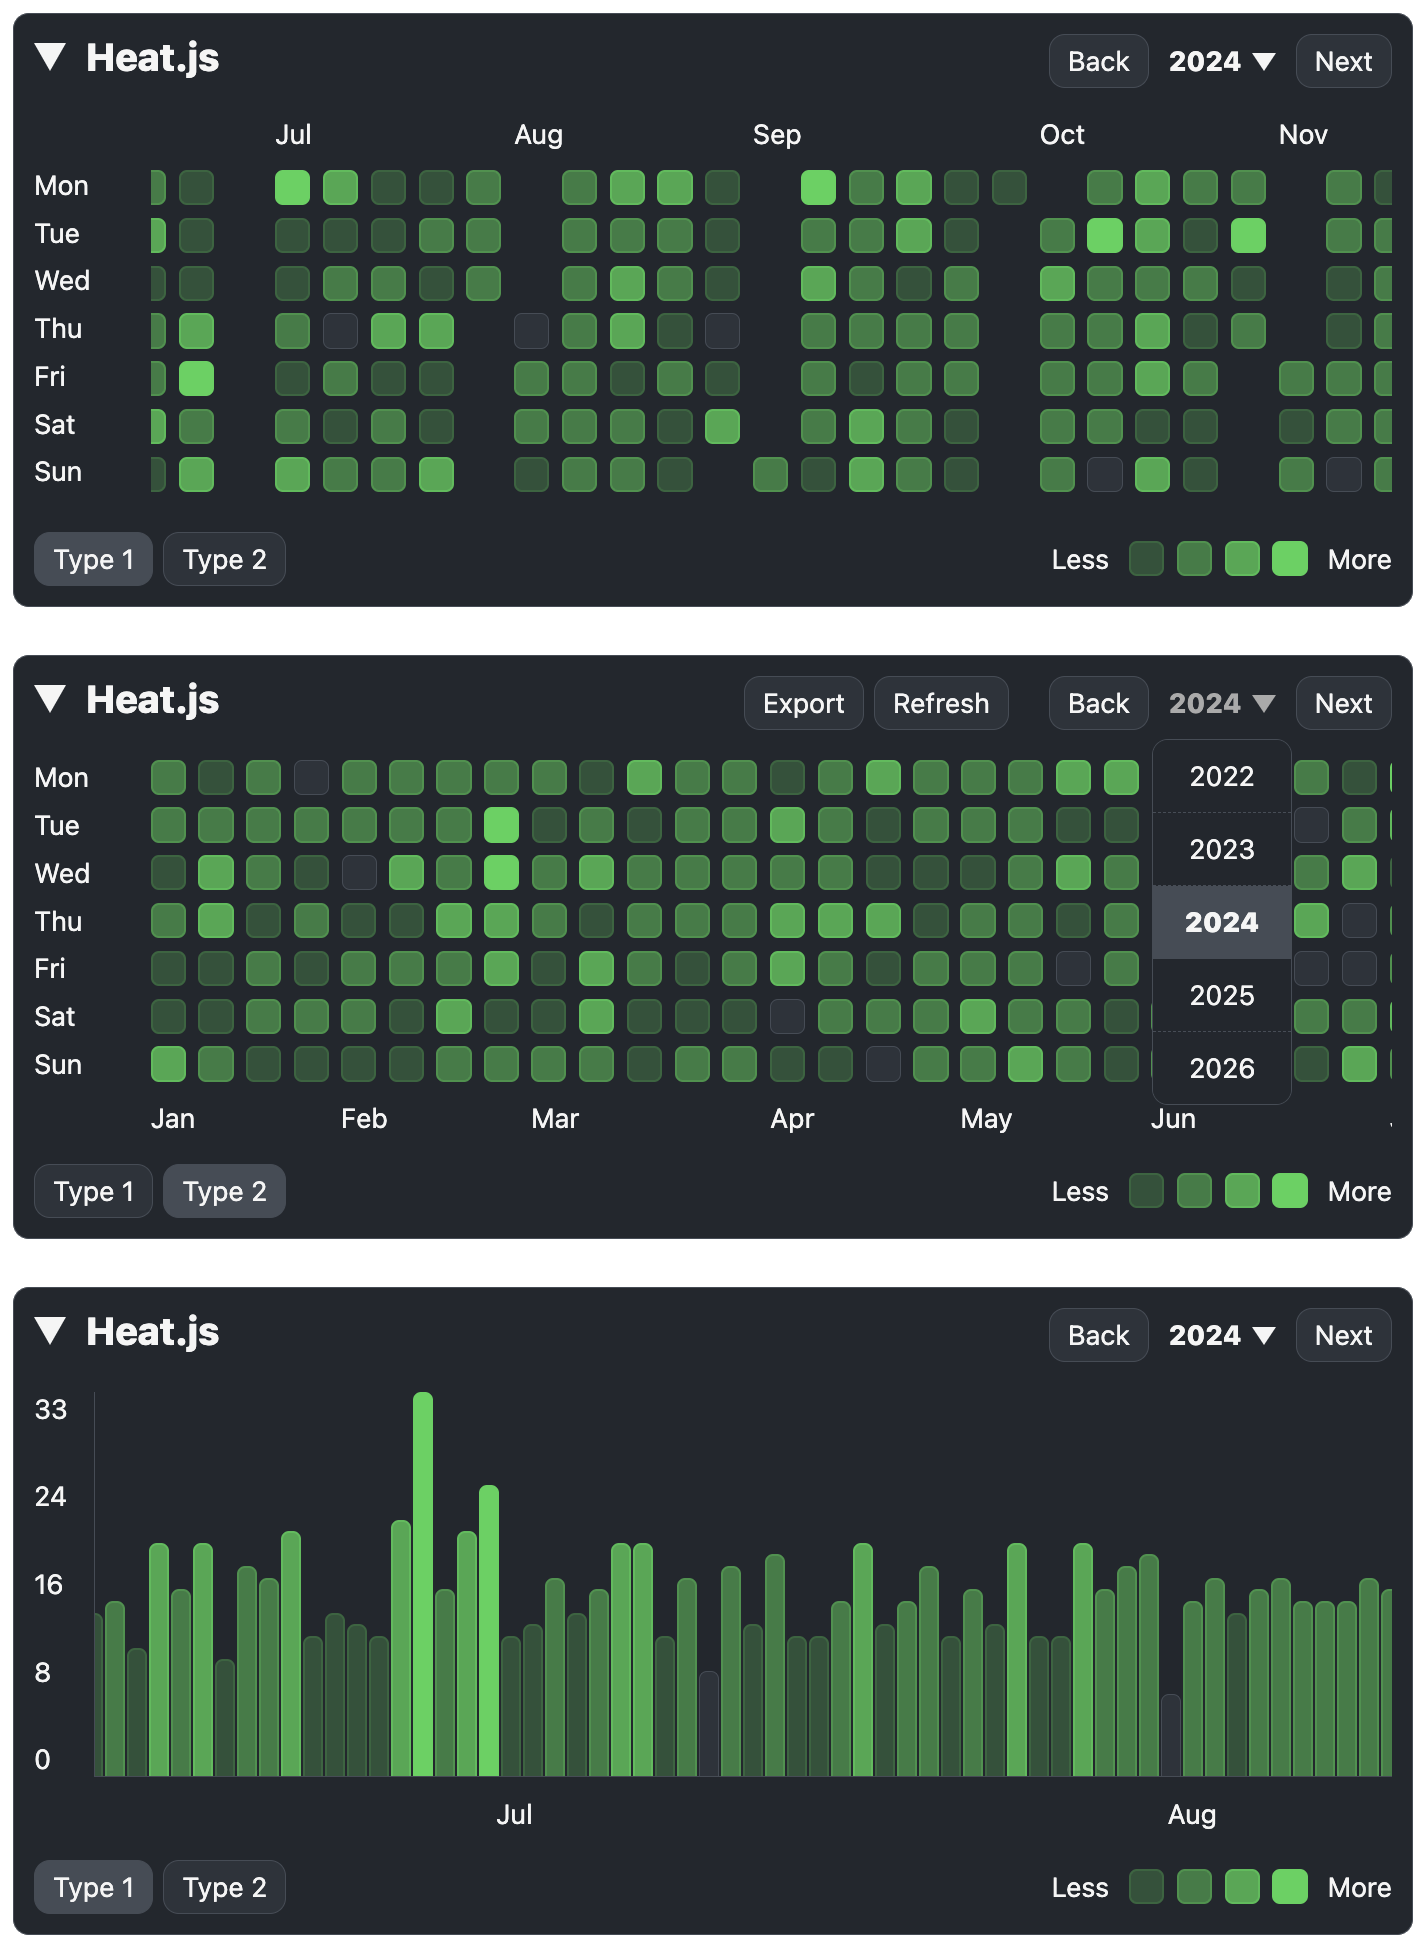 ▼ Heat.js Back 2024 ▼ Next
Jul Aug Sep Oct Nov
Mon
Tue
Wed
Thu
Fri
Sat
Sun
Type 1 Type 2 Less More
▼ Heat.js Export Refresh Back 2024 ▼ Next
2022
2023
2024
2025
2026
Mon
Tue
Wed
Thu
Fri
Sat
Sun
Jan Feb Mar Apr May Jun
Type 1 Type 2 Less More
▼ Heat.js Back 2024 ▼ Next
33
24
16
8
0
Jul Aug
Type 1 Type 2 Less More